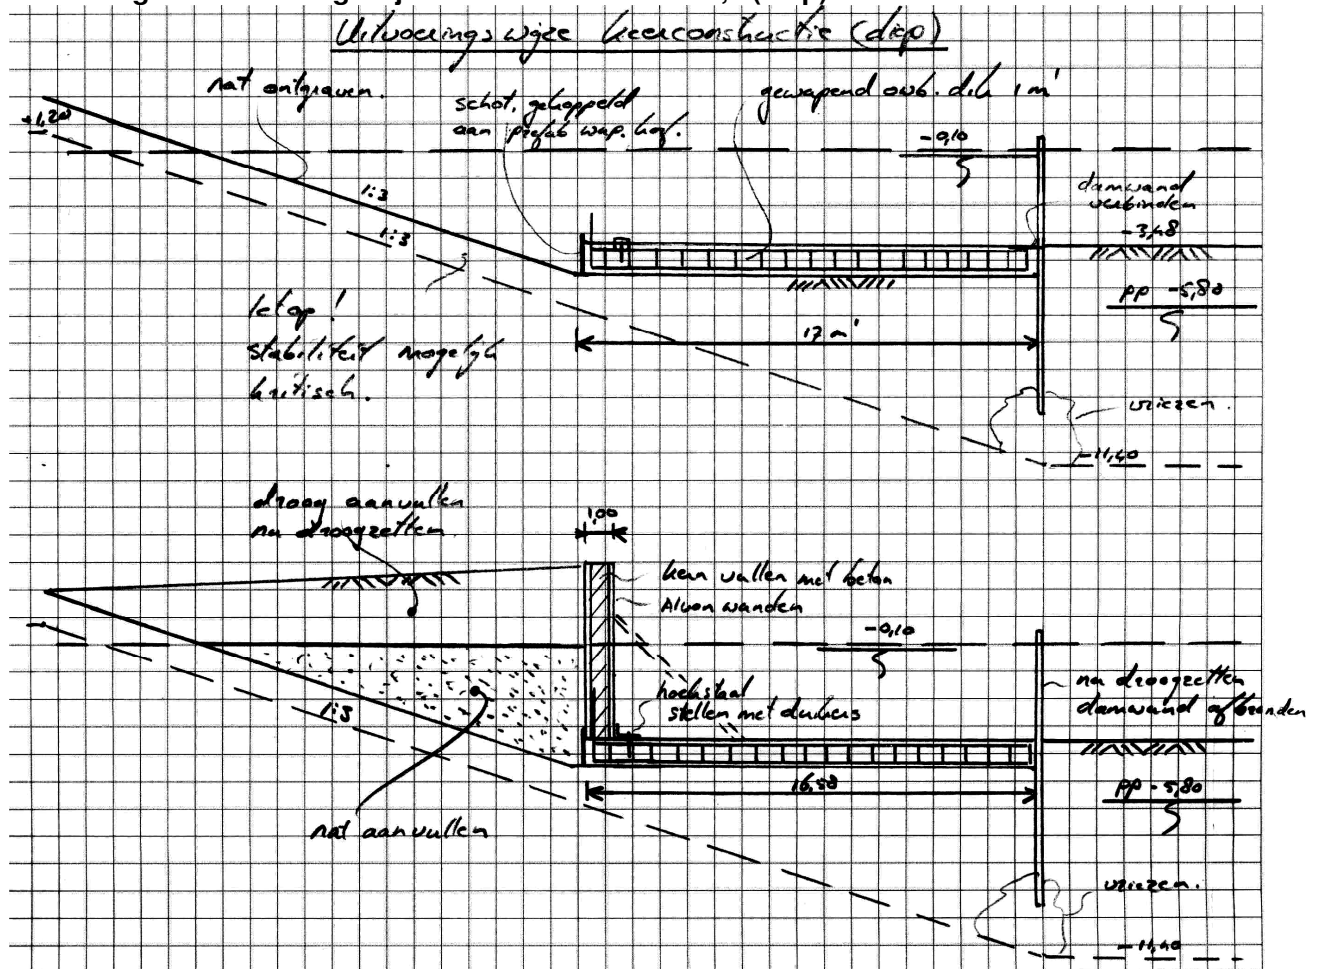 Uitvoeringswijze keerconstructie (diep)
nat ontgraven.
schot, gekoppeld
aan prefab wap. korf.
gewapend owb. dik 1 m'
+1,20
-0,10
1:3
1:3
damwand
verbinden
-3,48
PP -5,80
let op!
stabiliteit mogelijk
kritisch.
17 m'
vriezen.
-11,40
droog aanvullen
na droogzetten
1,00
kern vullen met beton
Alvon wanden
-0,10
hoekstaal
stellen met duikers
na droogzetten
damwand afbranden
1:3
16,50
PP -5,80
nat aanvullen
vriezen.
-11,40